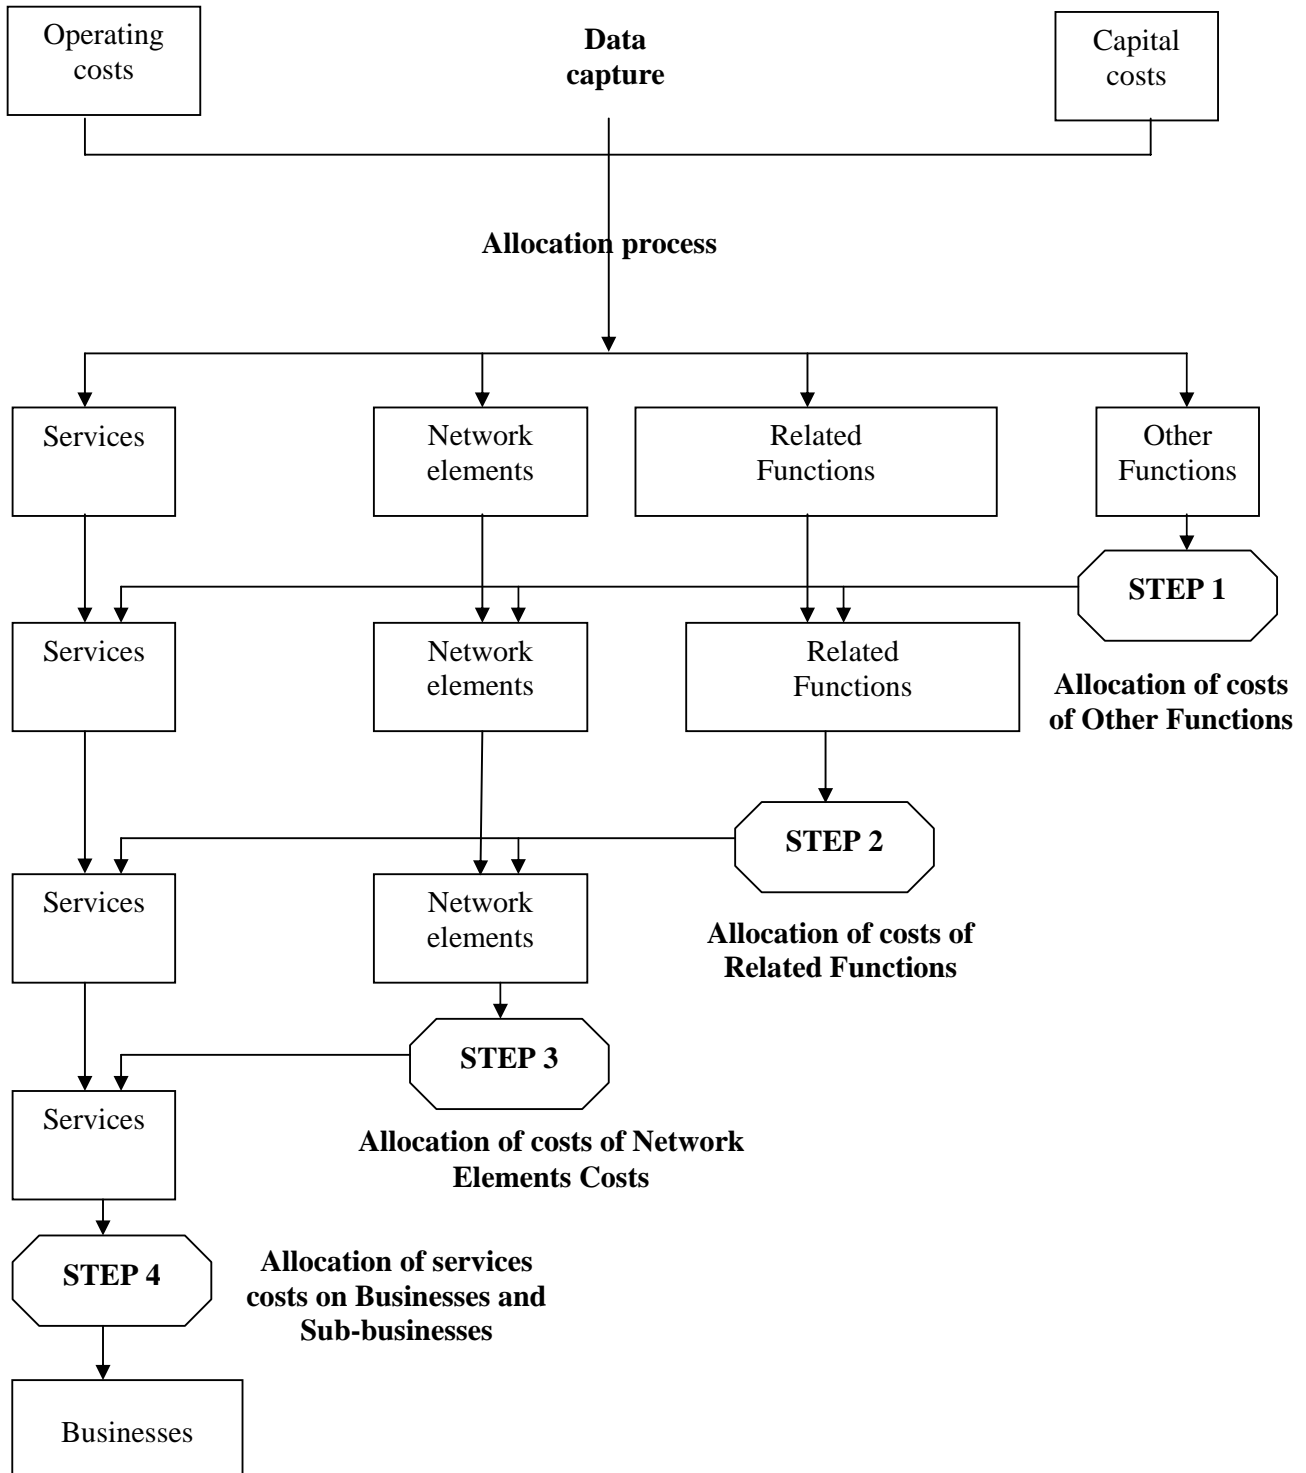 Operating
costs
Data
capture
Capital
costs
Allocation process
Services
Network
elements
Related
Functions
Other
Functions
STEP 1
Services
Network
elements
Related
Functions
Allocation of costs
of Other Functions
STEP 2
Services
Network
elements
Allocation of costs of
Related Functions
STEP 3
Services
Allocation of costs of Network
Elements Costs
STEP 4
Allocation of services
costs on Businesses and
Sub-businesses
Businesses